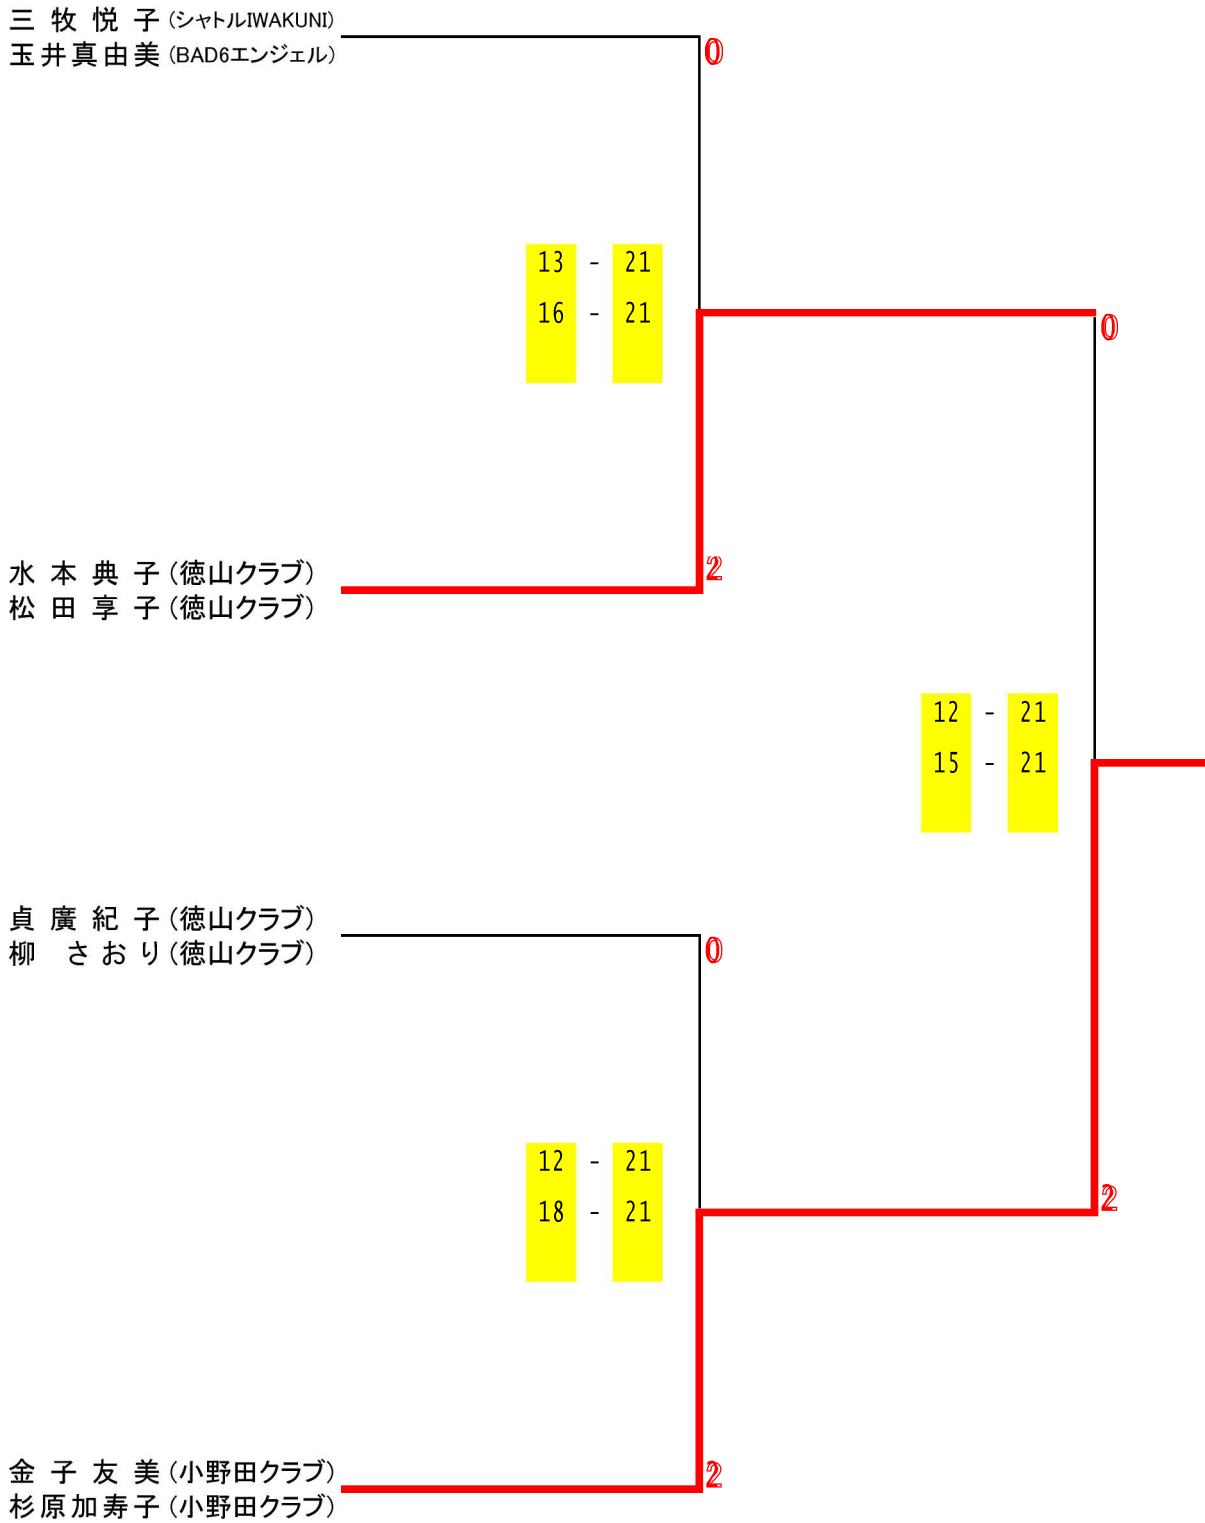 三牧悦子(シャトルIWAKUNI)
玉井真由美(BAD6エンジェル)
0
13 - 21
16 - 21
0
2
水本典子(徳山クラブ)
松田享子(徳山クラブ)
12 - 21
15 - 21
貞廣紀子(徳山クラブ)
柳 さおり(徳山クラブ)
0
12 - 21
18 - 21
2
金子友美(小野田クラブ)
杉原加寿子(小野田クラブ)
2